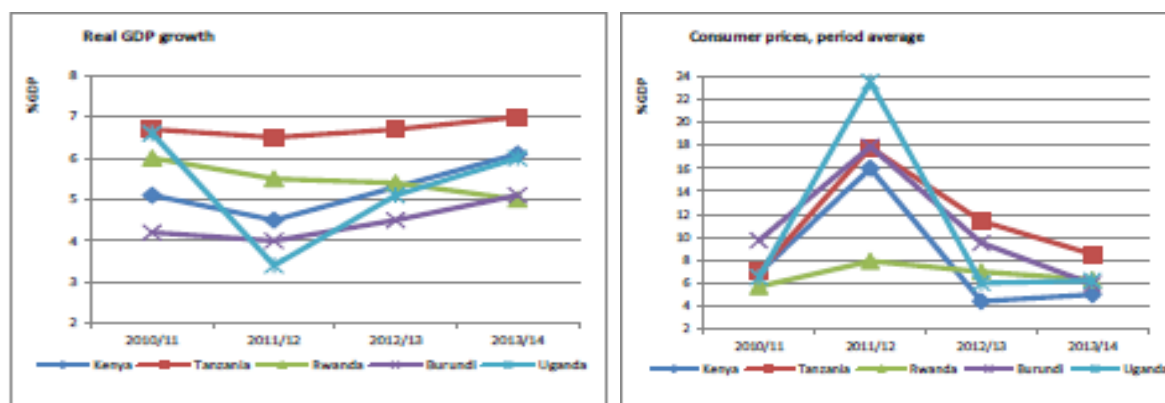 Real GDP growth
%GDP
8
7
6
5
4
3
2
2010/11 2011/12 2012/13 2013/14
Kenya Tanzania Rwanda Burundi Uganda
Consumer prices, period average
%GDP
24
22
20
18
16
14
12
10
8
6
4
2
2010/11 2011/12 2012/13 2013/14
Kenya Tanzania Rwanda Burundi Uganda